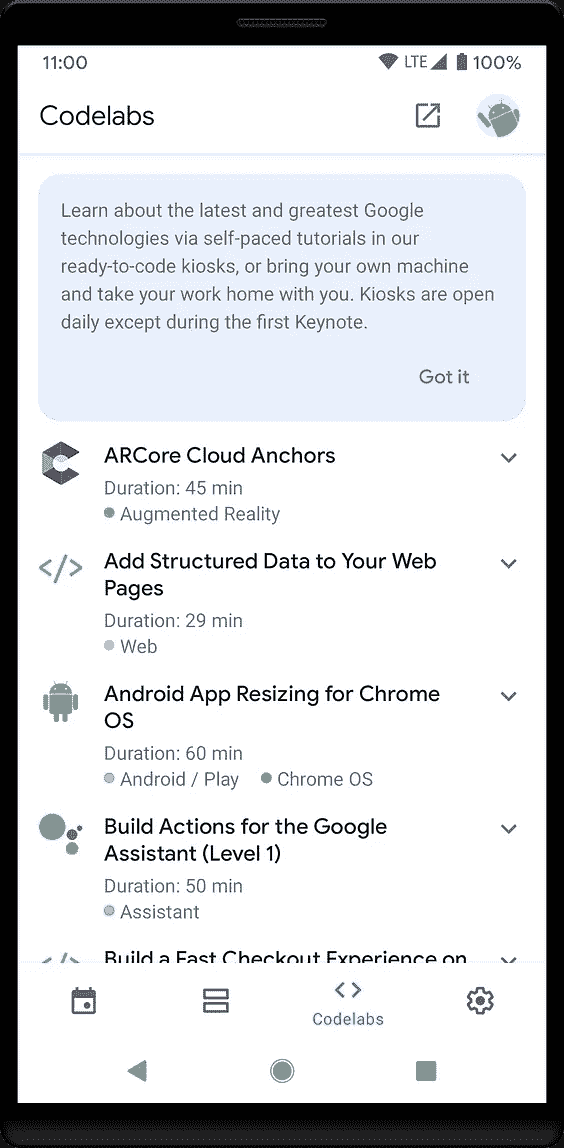 11:00 LTE 100%
Codelabs
Learn about the latest and greatest Google
technologies via self-paced tutorials in our
ready-to-code kiosks, or bring your own machine
and take your work home with you. Kiosks are open
daily except during the first Keynote.
Got it
ARCore Cloud Anchors
Duration: 45 min
Augmented Reality
</>
Add Structured Data to Your Web
Pages
Duration: 29 min
Web
Android App Resizing for Chrome
OS
Duration: 60 min
Android / Play Chrome OS
Build Actions for the Google
Assistant (Level 1)
Duration: 50 min
Assistant
Build a Fast Checkout Experience on
Codelabs